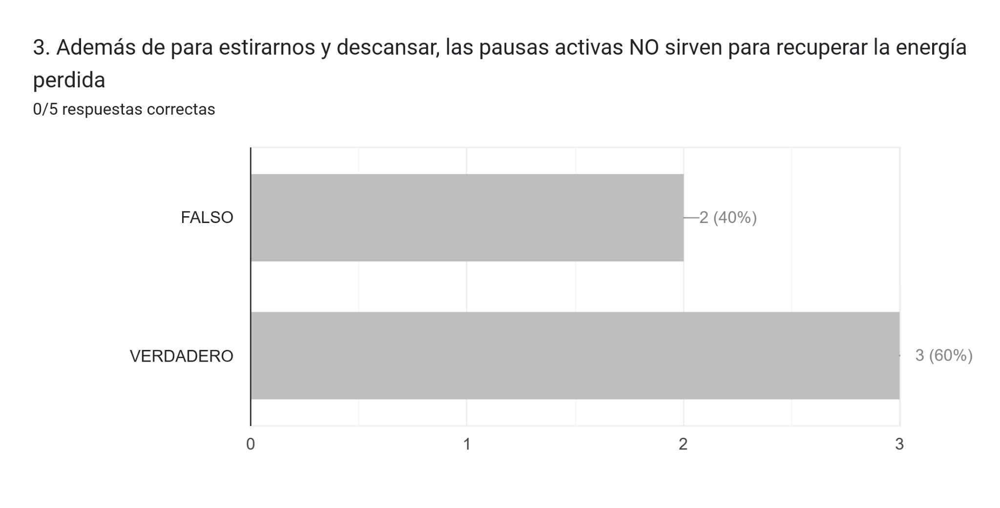 3. Además de para estirarnos y descansar, las pausas activas NO sirven para recuperar la energía
perdida
0/5 respuestas correctas
FALSO
2 (40%)
VERDADERO
3 (60%)
0 1 2 3